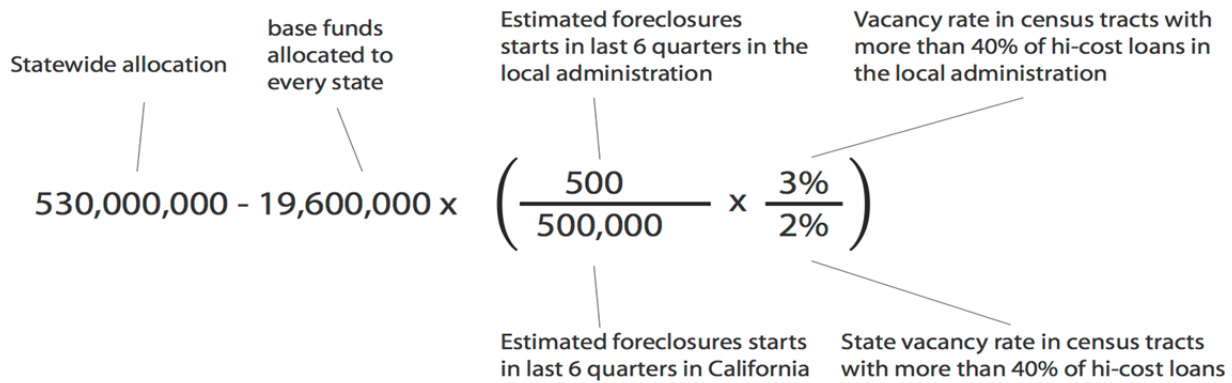 Statewide allocation
base funds
allocated to
every state
Estimated foreclosures
starts in last 6 quarters in the
local administration
Vacancy rate in census tracts with
more than 40% of hi-cost loans in
the local administration
530,000,000 - 19,600,000 x
( 500
500,000
x
3%
2% )
Estimated foreclosures starts
in last 6 quarters in California
State vacancy rate in census tracts
with more than 40% of hi-cost loans